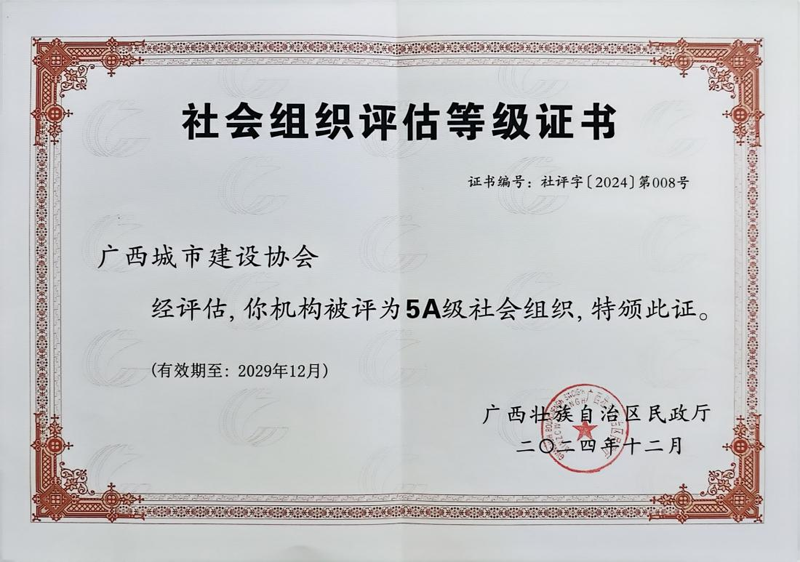 社会组织评估等级证书
证书编号：社评字〔2024〕第008号
广西城市建设协会
经评估，你机构被评为5A级社会组织，特颁此证。
(有效期至：2029年12月)
广西壮族自治区民政厅
二〇二四年十二月